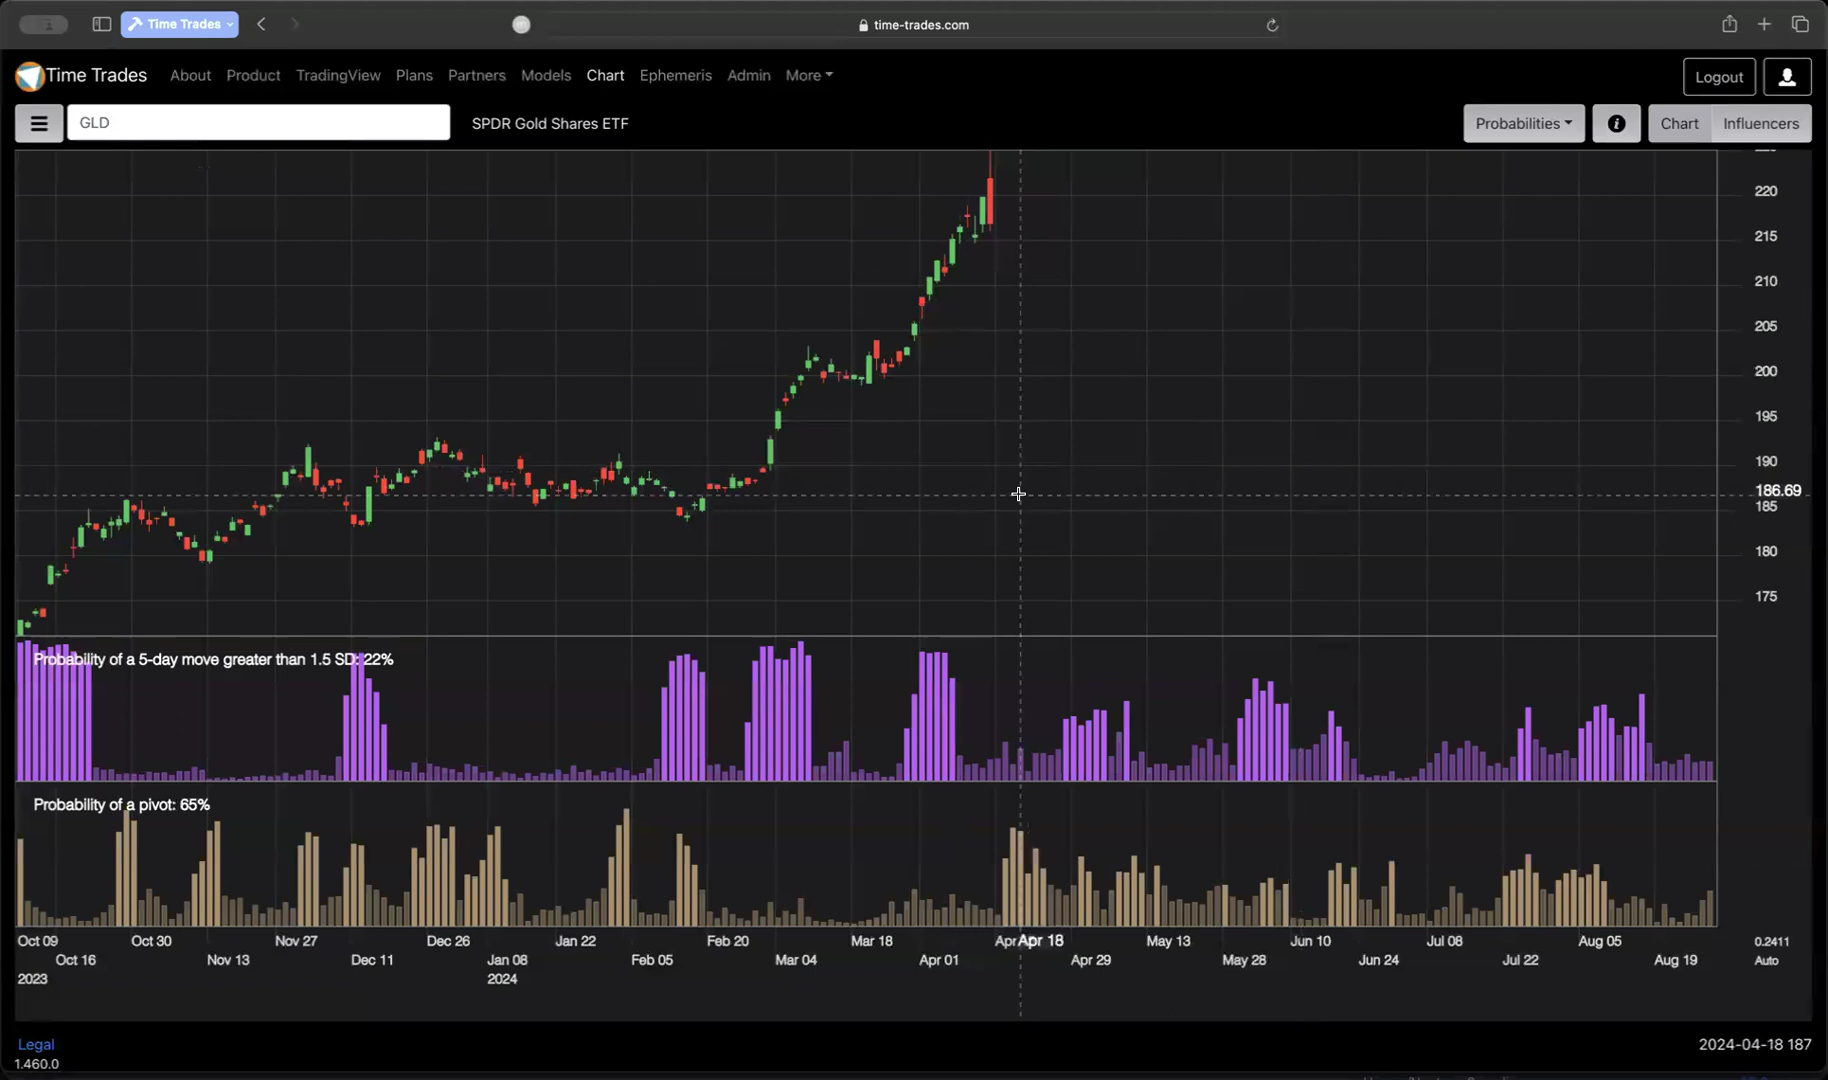 Time Trades
time-trades.com
Time Trades About Product TradingView Plans Partners Models Chart Ephemeris Admin More Logout
GLD SPDR Gold Shares ETF Probabilities Chart Influencers
220
215
210
205
200
195
190
186.69
185
180
175
Probability of a 5-day move greater than 1.5 SD: 22%
Probability of a pivot: 65%
Oct 09 Oct 30 Nov 27 Dec 26 Jan 22 Feb 20 Mar 18 Apr Apr 18 May 13 Jun 10 Jul 08 Aug 05 0.2411
Oct 16 Nov 13 Dec 11 Jan 08 Feb 05 Mar 04 Apr 01 Apr 29 May 28 Jun 24 Jul 22 Aug 19 Auto
2023 2024
Legal 2024-04-18 187
1.460.0